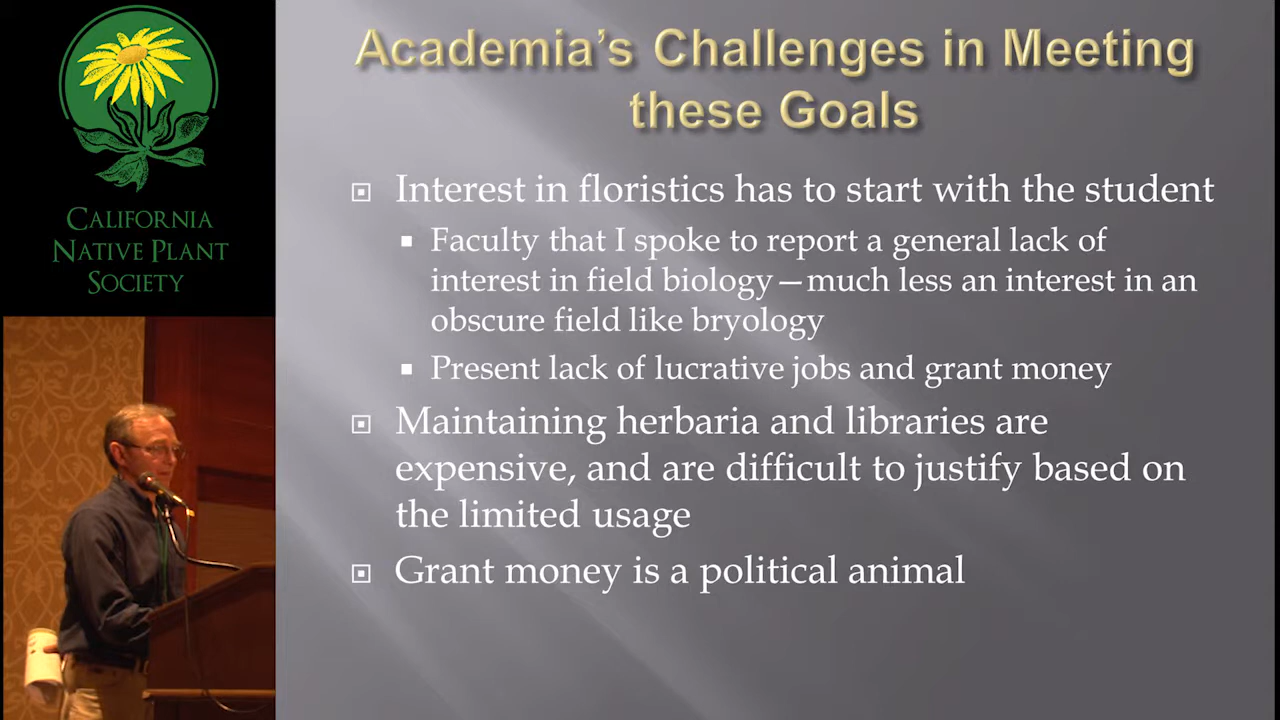 CALIFORNIA
NATIVE PLANT
SOCIETY
Academia's Challenges in Meeting
these Goals
Interest in floristics has to start with the student
Faculty that I spoke to report a general lack of
interest in field biology—much less an interest in an
obscure field like bryology
Present lack of lucrative jobs and grant money
Maintaining herbaria and libraries are
expensive, and are difficult to justify based on
the limited usage
Grant money is a political animal